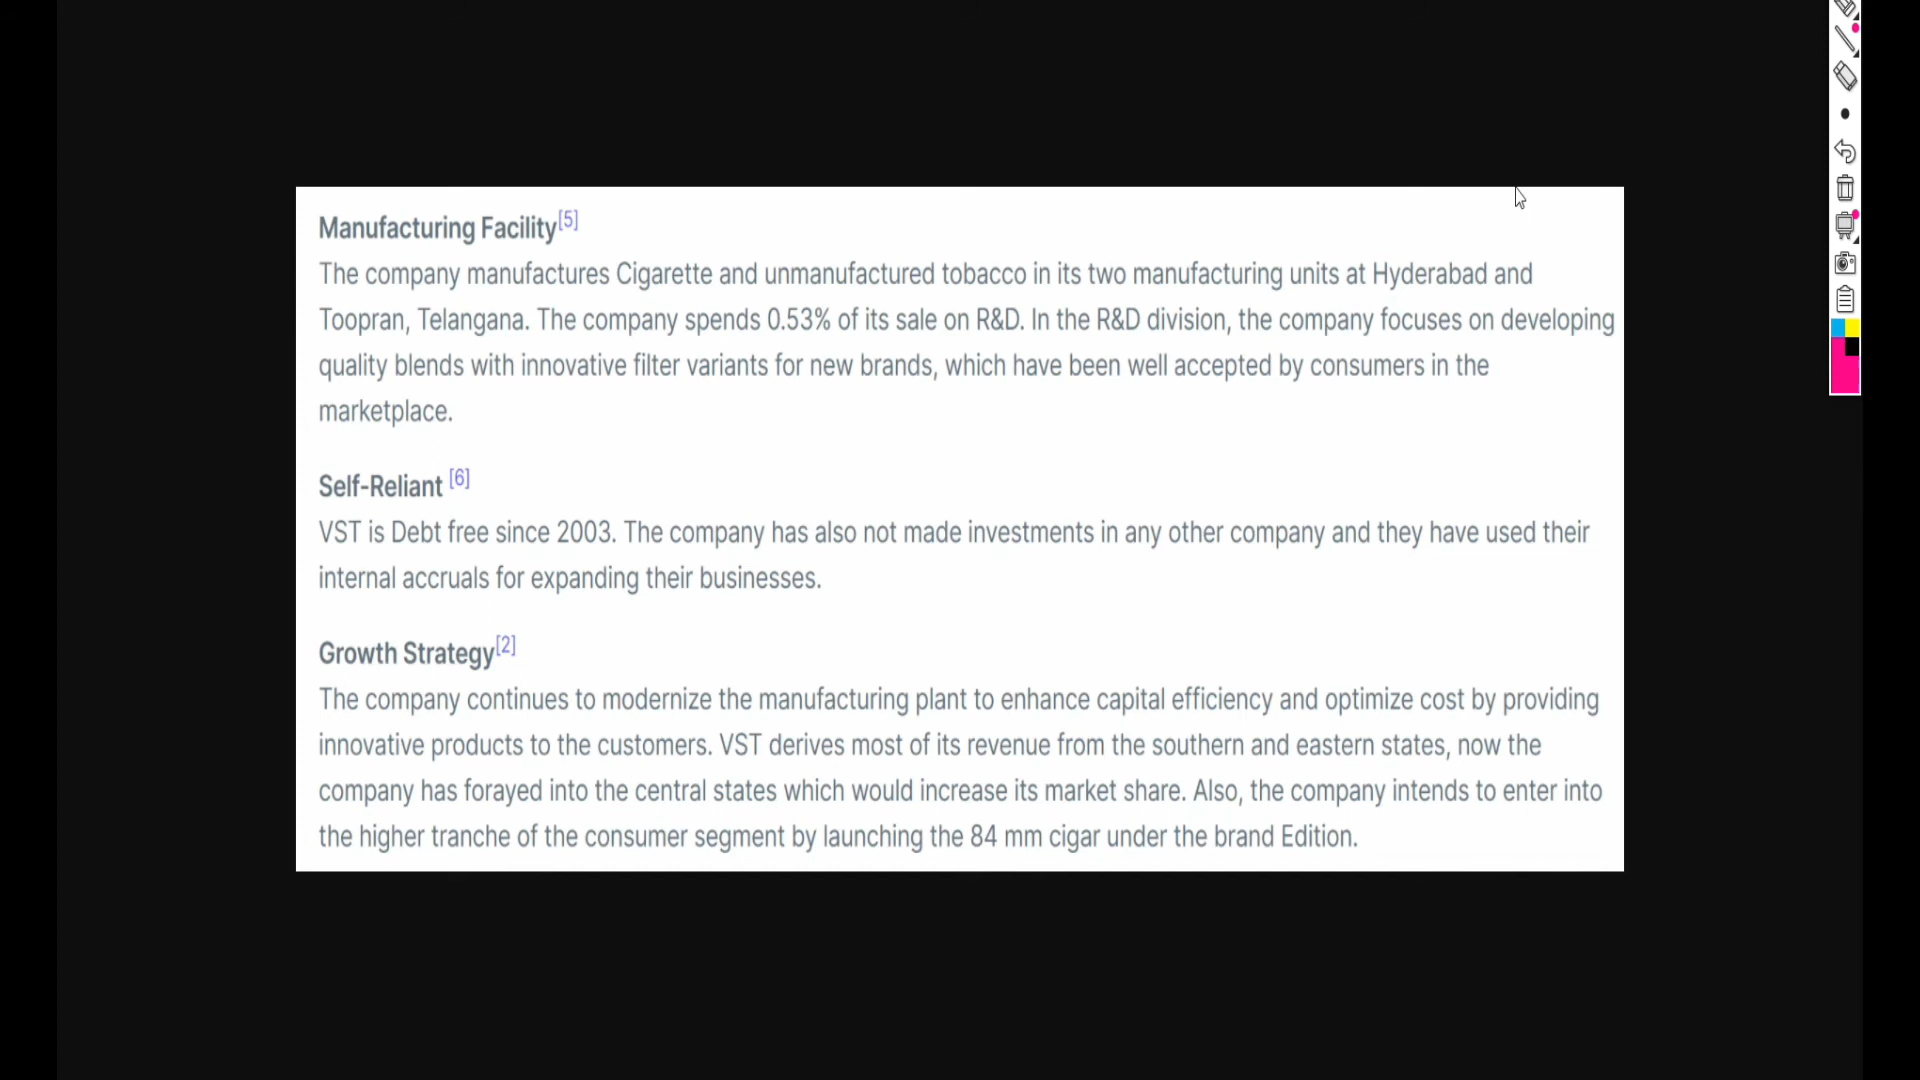 Manufacturing Facility[5]
The company manufactures Cigarette and unmanufactured tobacco in its two manufacturing units at Hyderabad and
Toopran, Telangana. The company spends 0.53% of its sale on R&D. In the R&D division, the company focuses on developing
quality blends with innovative filter variants for new brands, which have been well accepted by consumers in the
marketplace.
Self-Reliant [6]
VST is Debt free since 2003. The company has also not made investments in any other company and they have used their
internal accruals for expanding their businesses.
Growth Strategy[2]
The company continues to modernize the manufacturing plant to enhance capital efficiency and optimize cost by providing
innovative products to the customers. VST derives most of its revenue from the southern and eastern states, now the
company has forayed into the central states which would increase its market share. Also, the company intends to enter into
the higher tranche of the consumer segment by launching the 84 mm cigar under the brand Edition.